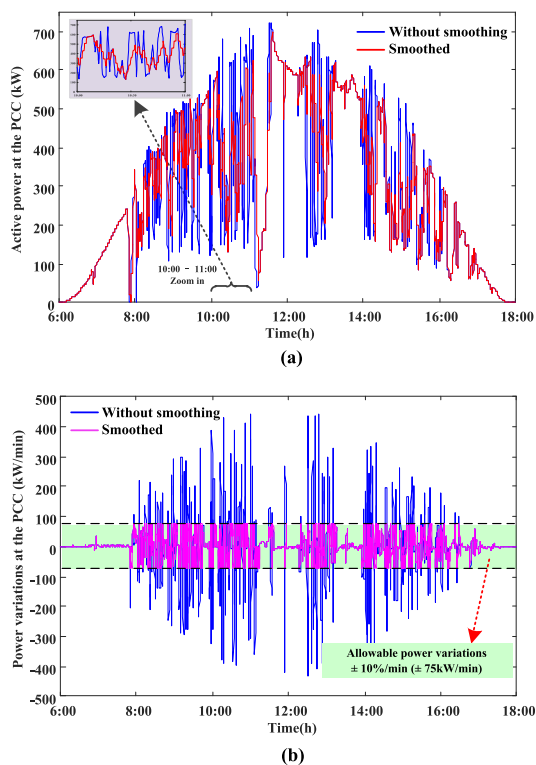 Without smoothing
Smoothed
700
600
500
400
300
200
100
0
Active power at the PCC (kW)
10:00 - 11:00
Zoom in
6:00 8:00 10:00 12:00 14:00 16:00 18:00
Time(h)
(a)
Without smoothing
Smoothed
500
400
300
200
100
0
-100
-200
-300
-400
-500
Power variations at the PCC (kW/min)
Allowable power variations
± 10%/min (± 75kW/min)
6:00 8:00 10:00 12:00 14:00 16:00 18:00
Time(h)
(b)